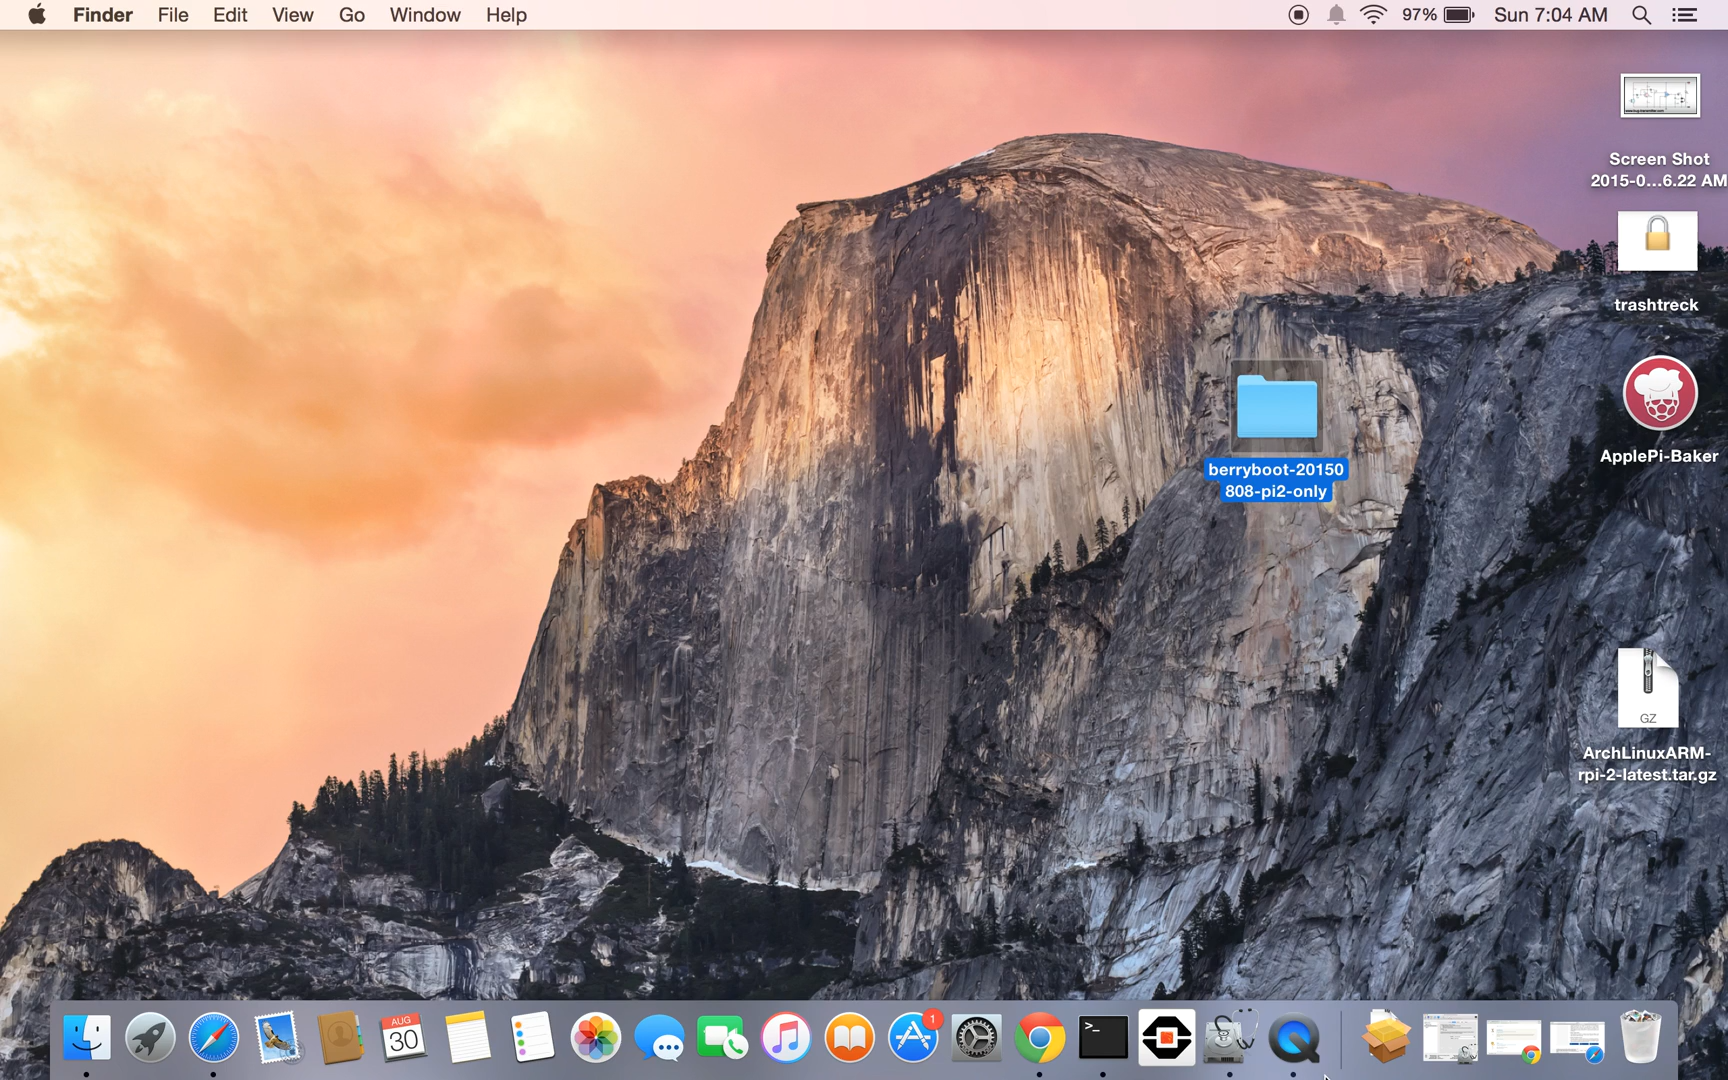 Finder File Edit View Go Window Help 97% Sun 7:04 AM
Screen Shot
2015-0...6.22 AM
trashtreck
ApplePi-Baker
berryboot-20150
808-pi2-only
GZ
ArchLinuxARM-
rpi-2-latest.tar.gz
AUG
30
1
>_